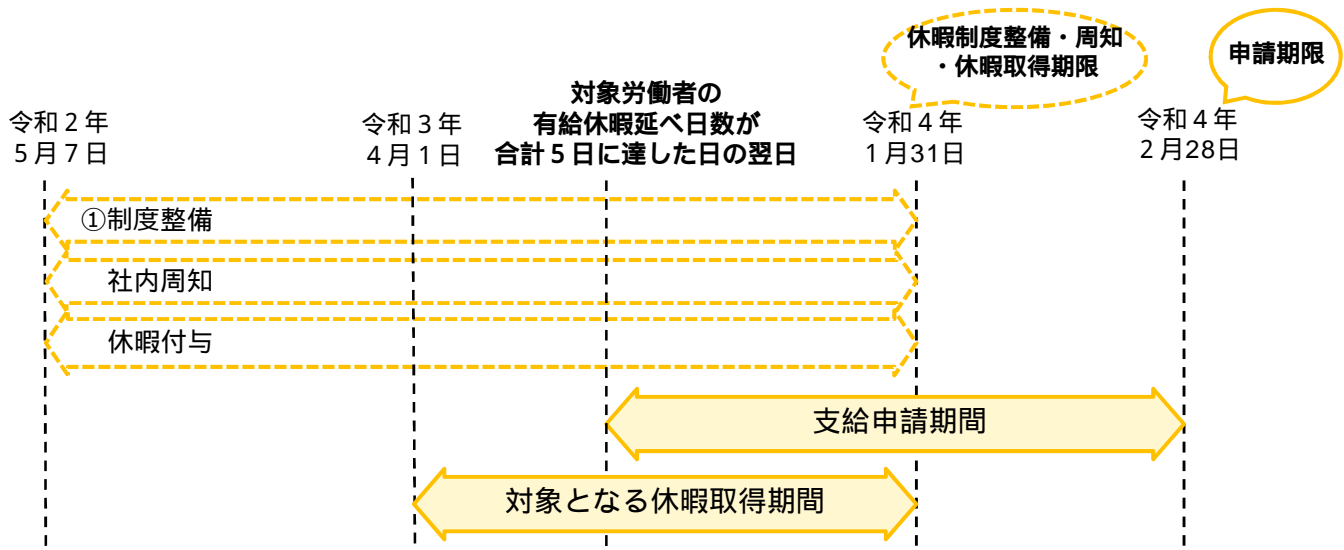 休暇制度整備・周知
・休暇取得期限
申請期限
令和２年
５月７日
令和３年
４月１日
対象労働者の
有給休暇延べ日数が
合計５日に達した日の翌日
令和４年
１月31日
令和４年
２月28日
①制度整備
社内周知
休暇付与
支給申請期間
対象となる休暇取得期間